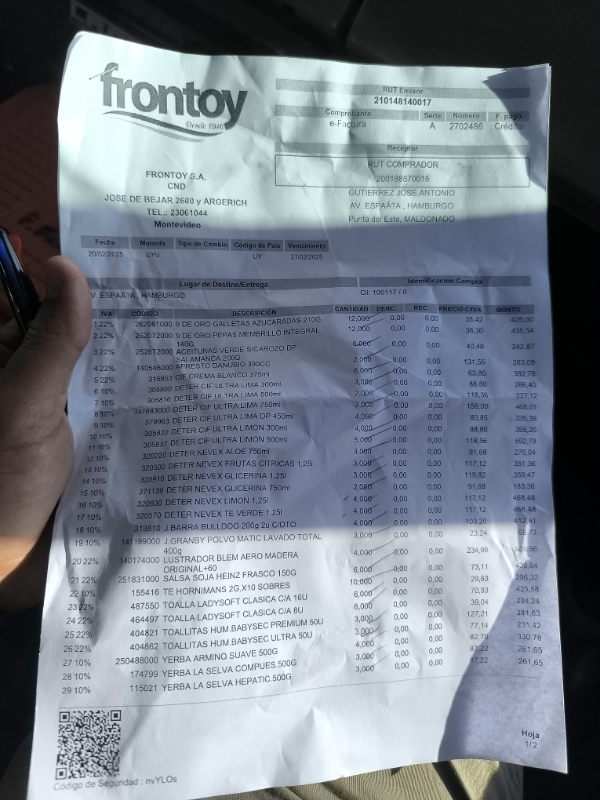 frontoy
Desde 1940
RUT Emisor
210148140017
Comprobante Serie Número F. pago
e-Factura A 2702486 Crédito
Receptor
RUT COMPRADOR
200188570015
GUTIERREZ JOSE ANTONIO
AV. ESPAÃ?A , HAMBURGO
Punta del Este, MALDONADO
FRONTOY S.A.
CND
JOSE DE BEJAR 2600 y ARGERICH
TEL.: 23061044
Montevideo
Fecha Moneda Tipo de Cambio Código de País Vencimiento
20/02/2025 UYU UY 27/02/2025
Lugar de Destino/Entrega Identificación Compra
V. ESPAÃ?A , HAMBURGO Cli: 100117 / 0
IVA CÓDIGO DESCRIPCIÓN CANTIDAD DESC. REC. PRECIO C/IVA MONTO
1 22% 262081000 9 DE ORO GALLETAS AZUCARADAS 210G 12,000 0,00 0,00 35,42 425,00
2 22% 252072000 9 DE ORO PEPAS MEMBRILLO INTEGRAL 140G 12,000 0,00 0,00 36,30 435,54
3 22% 252672000 ACEITUNAS VERDE S/CAROZO DF SALAMANCA 200G 6,000 0,00 0,00 40,48 242,87
4 22% 140546000 APRESTO DANUBIO 390CC 2,000 0,00 0,00 131,55 263,09
5 22% 315853 CIF CREMA BLANCO 375ml 0,00 0,00 63,80 382,78
6 10% 305800 DETER CIF ULTRA LIMA 300ml 3,000 0,00 0,00 88,80 266,40
7 10% 305816 DETER CIF ULTRA LIMA 500ml 2,000 0,00 0,00 118,56 237,12
8 10% 141883000 DETER CIF ULTRA LIMA 750ml 3,000 0,00 0,00 156,00 468,01
9 10% 379963 DETER CIF ULTRA LIMA DP 450ml 4,000 0,00 0,00 83,85 335,39
10 10% 305822 DETER CIF ULTRA LIMON 300ml 4,000 0,00 0,00 88,80 355,20
11 10% 305831 DETER CIF ULTRA LIMON 500ml 5,000 0,00 0,00 118,56 592,79
12 10% 320220 DETER NEVEX ALOE 750ml 3,000 0,00 0,00 91,68 275,04
13 10% 320500 DETER NEVEX FRUTAS CITRICAS 1,25l 3,000 0,00 0,00 117,12 351,36
14 10% 320910 DETER NEVEX GLICERINA 1,25l 3,000 0,00 0,00 119,82 359,47
15 10% 371139 DETER NEVEX GLICERINA 750ml 2,000 0,00 0,00 91,68 183,36
16 10% 320930 DETER NEVEX LIMON 1,25l 4,000 0,00 0,00 117,12 468,48
17 10% 320570 DETER NEVEX TE VERDE 1,25l 4,000 0,00 0,00 117,12 468,48
18 10% 313810 J.BARRA BULLDOG 200g 2u C/DTO 4,000 0,00 0,00 103,20 412,81
19 10% 141199000 J.GRANBY POLVO MATIC LAVADO TOTAL 400g 0,00 0,00 23,24
20 22% 140174000 LUSTRADOR BLEM AERO MADERA ORIGINAL+60 4,000 0,00 0,00 234,99
21 22% 251831000 SALSA SOJA HEINZ FRASCO 150G 6,000 0,00 0,00 73,11 438,64
22 10% 155416 TE HORNIMANS 2G.X10 SOBRES 10,000 0,00 0,00 29,63 296,32
23 22% 487550 TOALLA LADYSOFT CLASICA C/A 16U 6,000 0,00 0,00 70,93 425,58
24 22% 464497 TOALLA LADYSOFT CLASICA C/A 8U 6,000 0,00 0,00 39,04 234,24
25 22% 404821 TOALLITAS HUM.BABYSEC PREMIUM 50U 3,000 0,00 0,00 127,21 381,63
26 22% 404862 TOALLITAS HUM.BABYSEC ULTRA 50U 3,000 0,00 0,00 77,14 231,42
27 10% 250488000 YERBA ARMINO SUAVE 500G 4,000 0,00 0,00 82,70 330,78
28 10% 174799 YERBA LA SELVA COMPUES.500G 3,000 0,00 0,00 87,22 261,65
29 10% 115021 YERBA LA SELVA HEPATIC.500G 3,000 0,00 0,00 87,22 261,65
Hoja
1/2
Código de Seguridad : nvYLOs